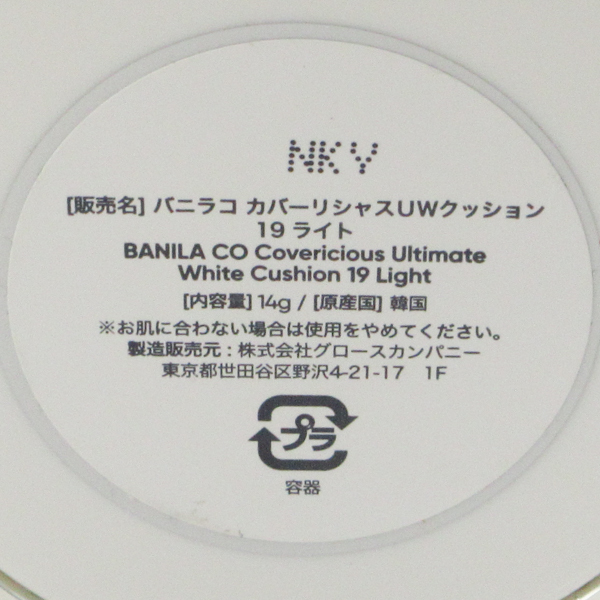 NKY
[販売名] バニラコ カバーリシャスUWクッション
19 ライト
BANILA CO Covericious Ultimate
White Cushion 19 Light
[内容量] 14g / [原産国] 韓国
※お肌に合わない場合は使用をやめてください。
製造販売元：株式会社グロースカンパニー
東京都世田谷区野沢4-21-17 1F
プラ
容器